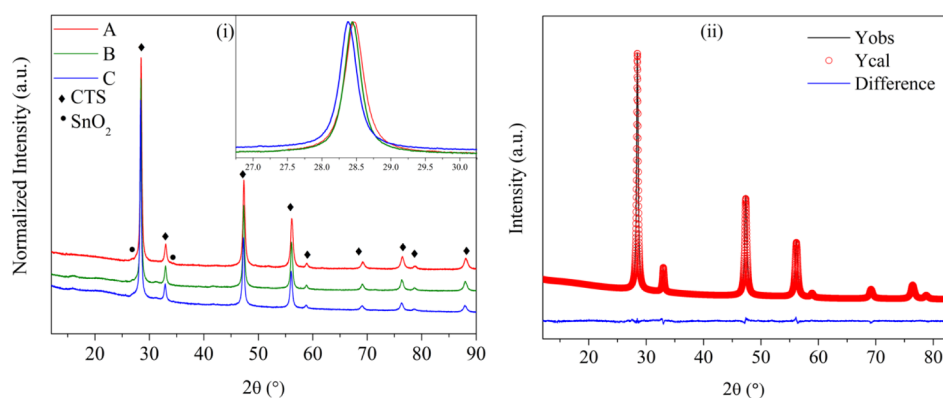 (i)
A
B
C
CTS
SnO₂
27.0 27.5 28.0 28.5 29.0 29.5 30.0
Normalized Intensity (a.u.)
20 30 40 50 60 70 80 90
2θ (°)
(ii)
Yobs
Ycal
Difference
Intensity (a.u.)
20 30 40 50 60 70 80
2θ (°)